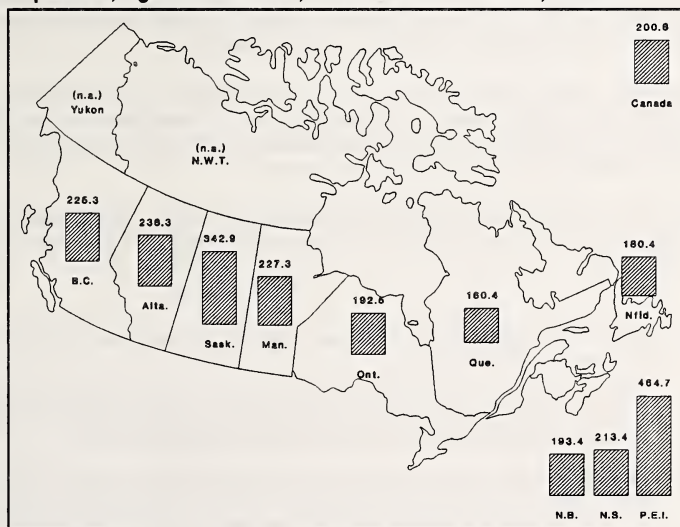 200.8
Canada
(n.a.)
Yukon
(n.a.)
N.W.T.
225.3
B.C.
236.3
Alta.
342.9
Sask.
227.3
Man.
192.5
Ont.
160.4
Que.
180.4
Nfld.
193.4
N.B.
213.4
N.S.
464.7
P.E.I.